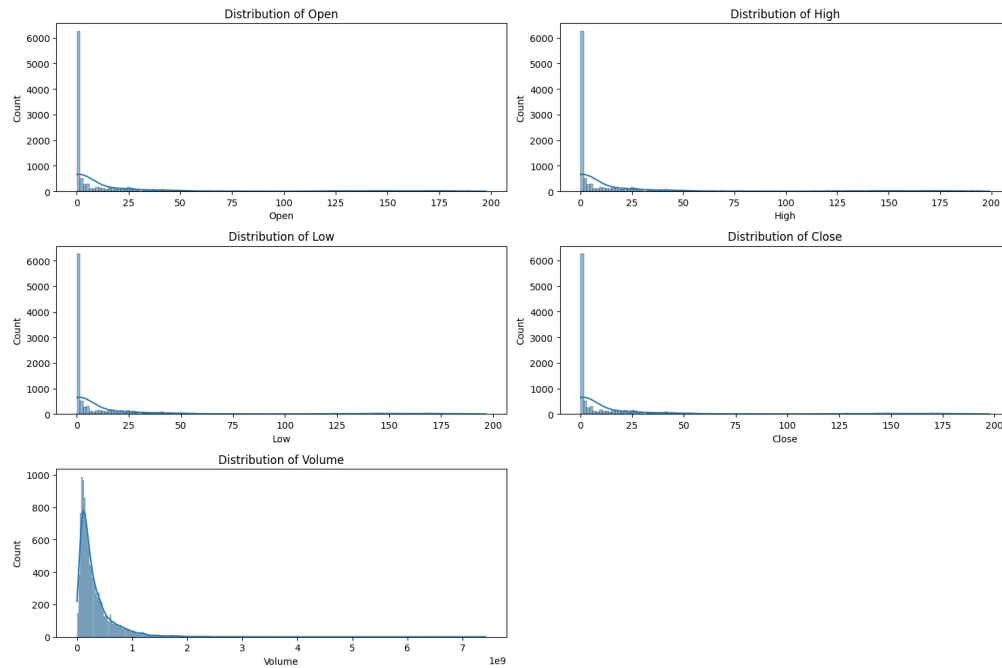 Distribution of Open
6000
5000
4000
3000
2000
1000
0
Count
0 25 50 75 100 125 150 175 200
Open
Distribution of High
6000
5000
4000
3000
2000
1000
0
Count
0 25 50 75 100 125 150 175 200
High
Distribution of Low
6000
5000
4000
3000
2000
1000
0
Count
0 25 50 75 100 125 150 175 200
Low
Distribution of Close
6000
5000
4000
3000
2000
1000
0
Count
0 25 50 75 100 125 150 175 200
Close
Distribution of Volume
1000
800
600
400
200
0
Count
0 1 2 3 4 5 6 7
1e9
Volume